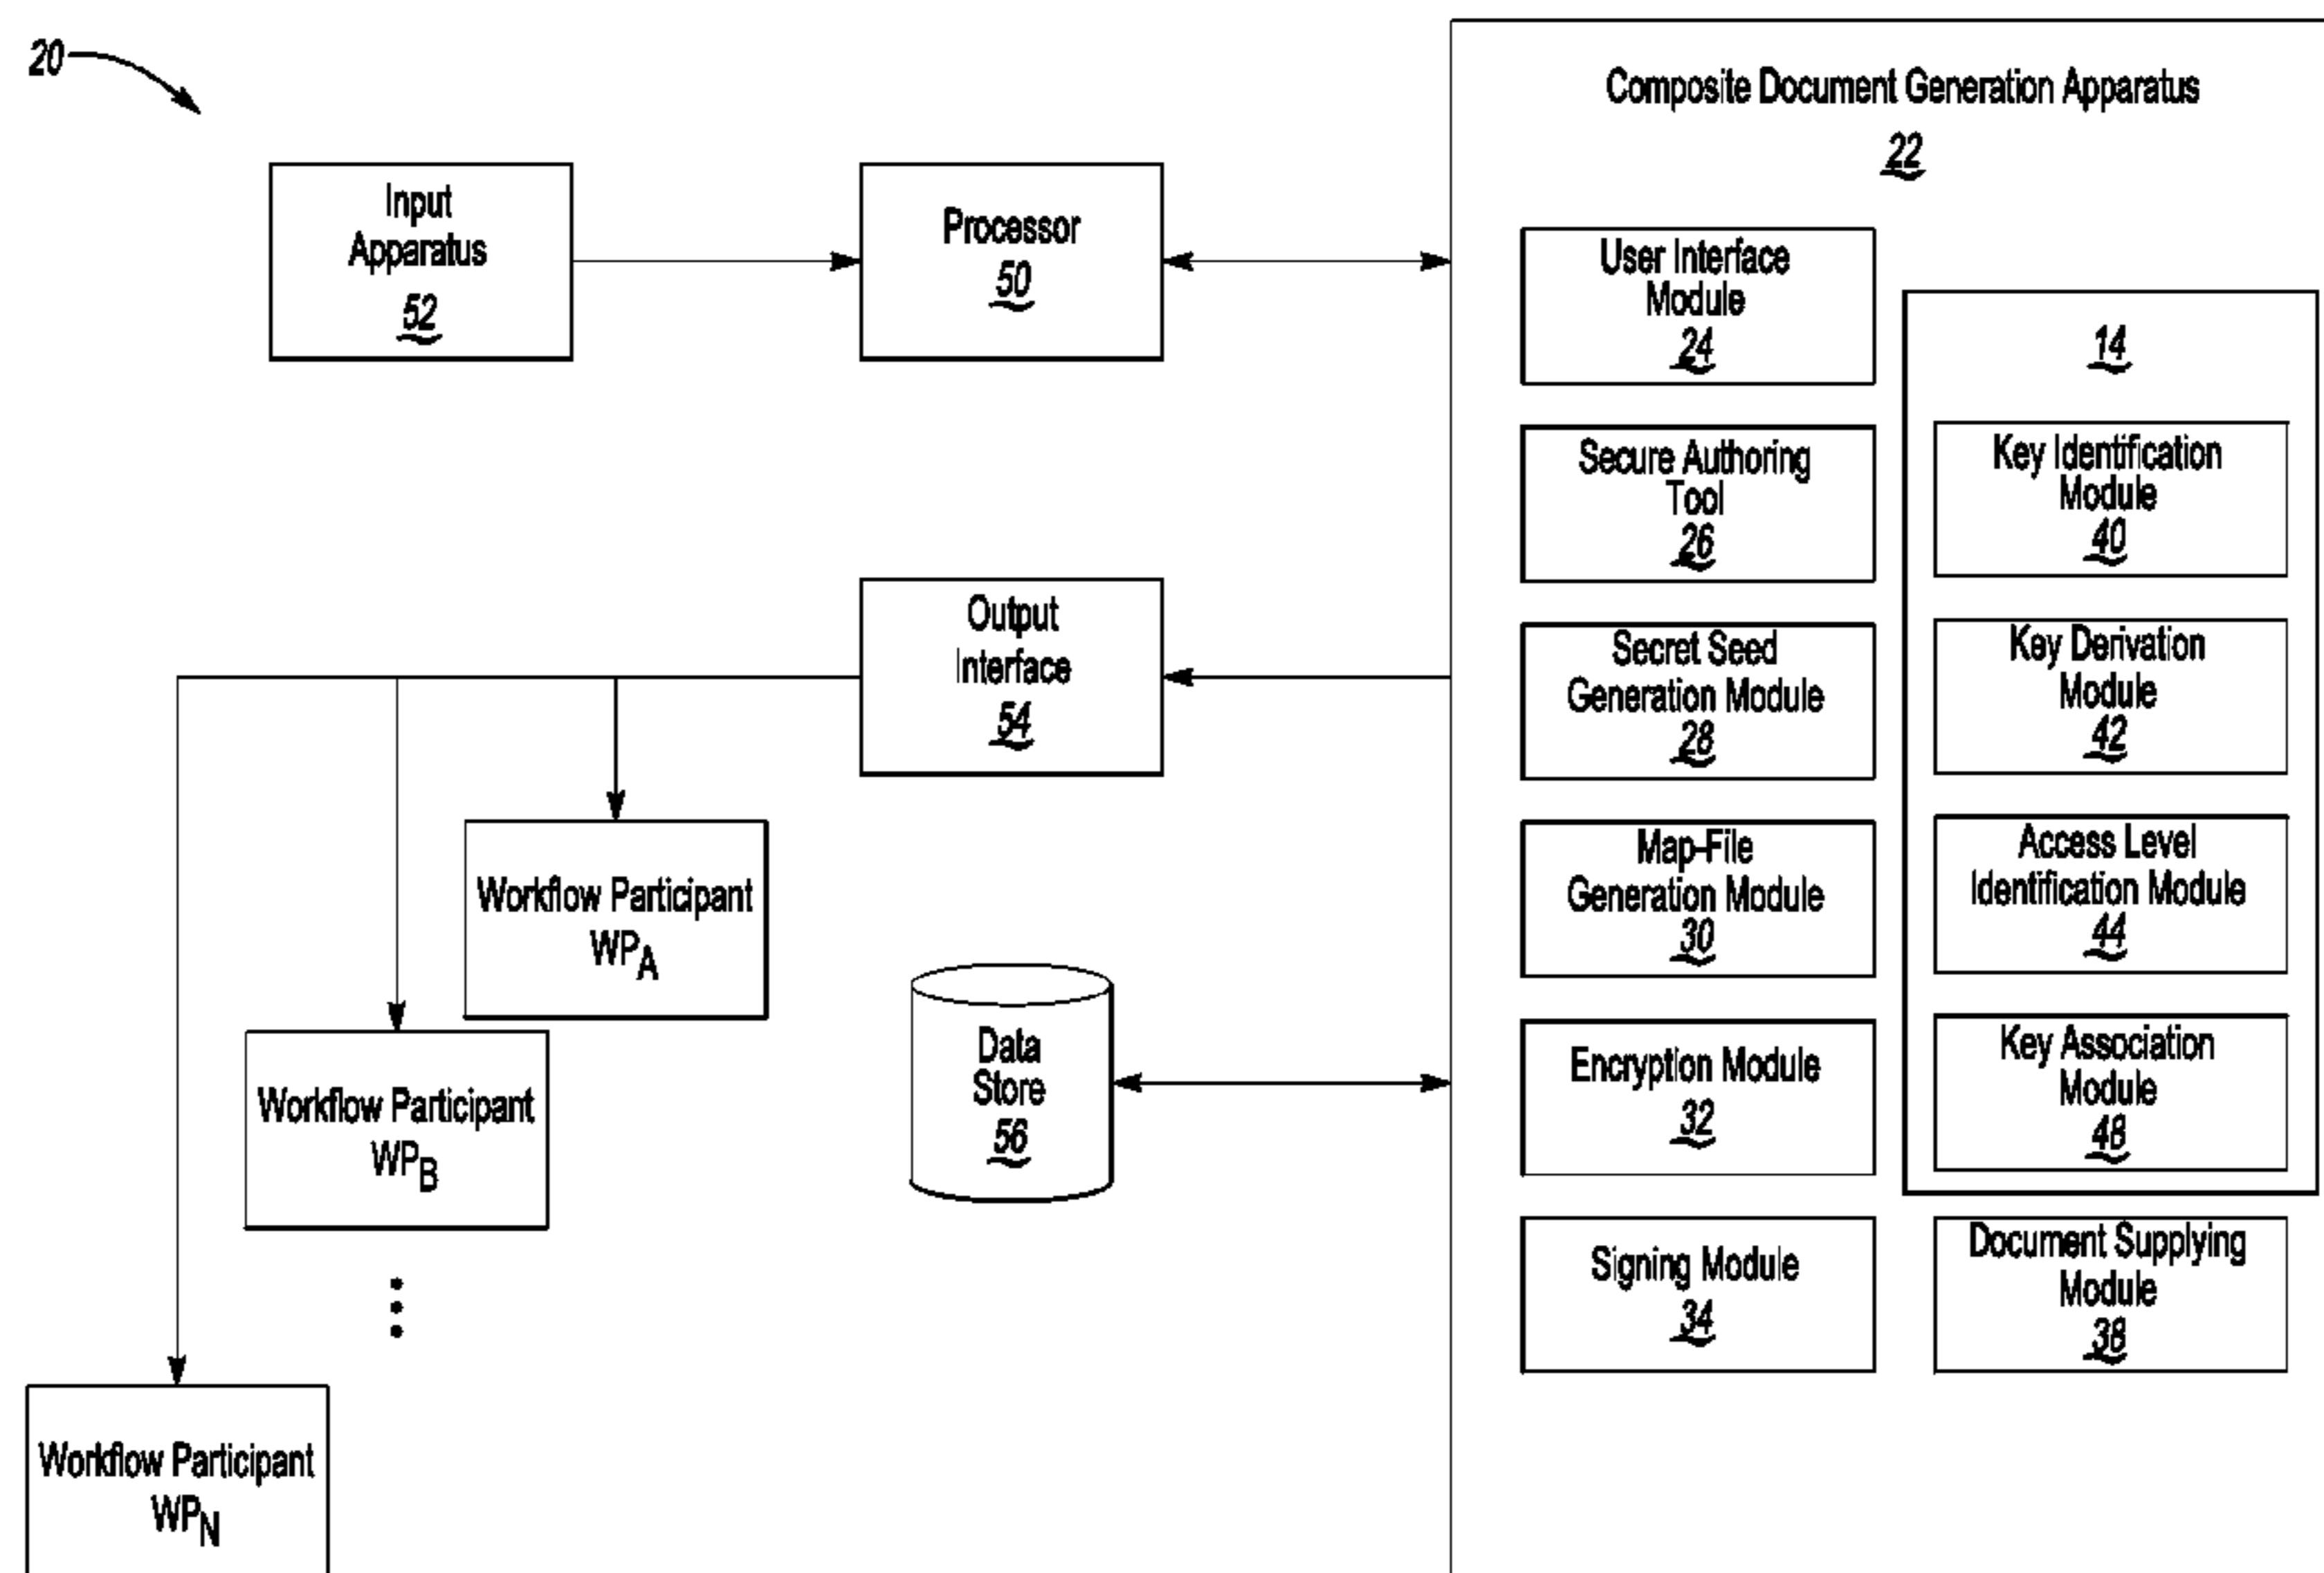 20
Composite Document Generation Apparatus
22
Input
Apparatus
52
Processor
50
User Interface
Module
24
14
Secure Authoring
Tool
26
Key Identification
Module
40
Output
Interface
54
Secret Seed
Generation Module
28
Key Derivation
Module
42
Workflow Participant
WPA
Map-File
Generation Module
30
Access Level
Identification Module
44
Workflow Participant
WPB
Data
Store
56
Encryption Module
32
Key Association
Module
48
Signing Module
34
Document Supplying
Module
38
Workflow Participant
WPN